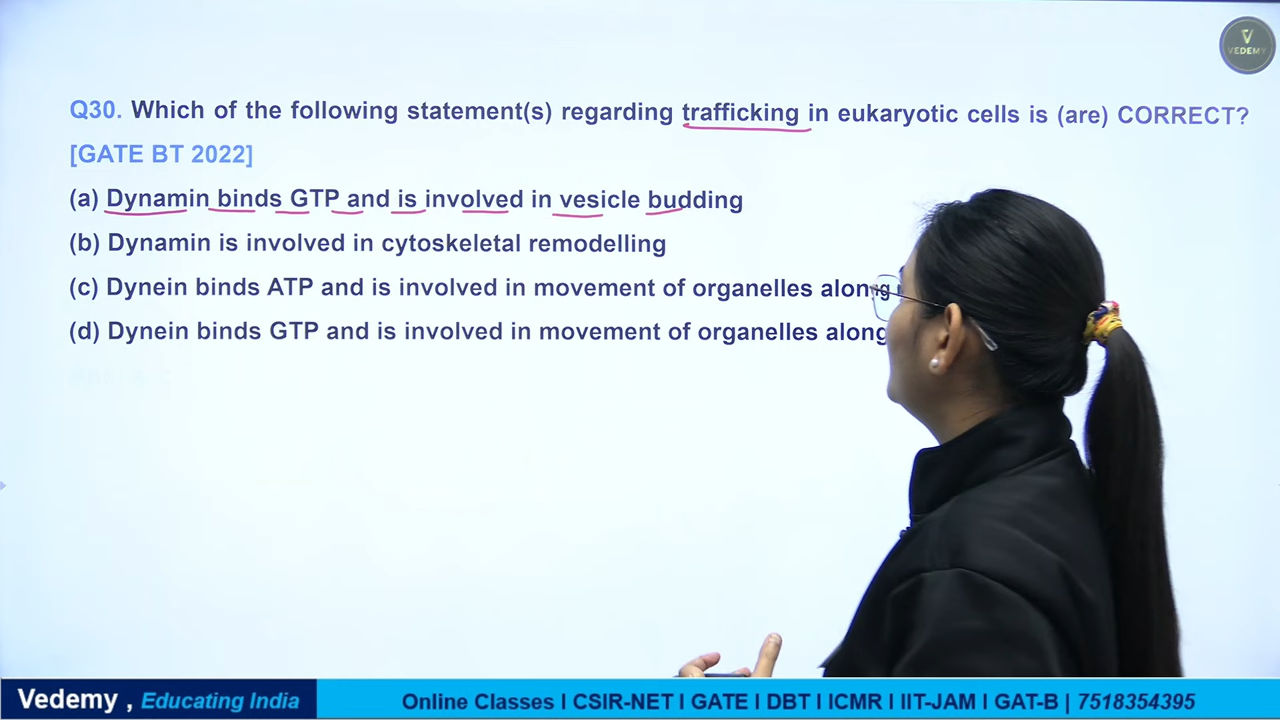 VEDEMY
Q30. Which of the following statement(s) regarding trafficking in eukaryotic cells is (are) CORRECT?
[GATE BT 2022]
(a) Dynamin binds GTP and is involved in vesicle budding
(b) Dynamin is involved in cytoskeletal remodelling
(c) Dynein binds ATP and is involved in movement of organelles along
(d) Dynein binds GTP and is involved in movement of organelles along
Vedemy , Educating India
Online Classes I CSIR-NET I GATE I DBT I ICMR I IIT-JAM I GAT-B | 7518354395